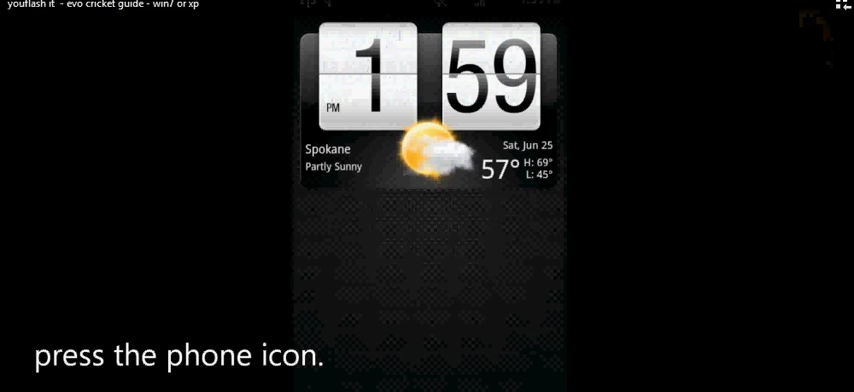 youflash it - evo cricket guide - win7 or xp
1 59
PM
Spokane
Sat, Jun 25
Partly Sunny
57° H: 69°
L: 45°
press the phone icon.